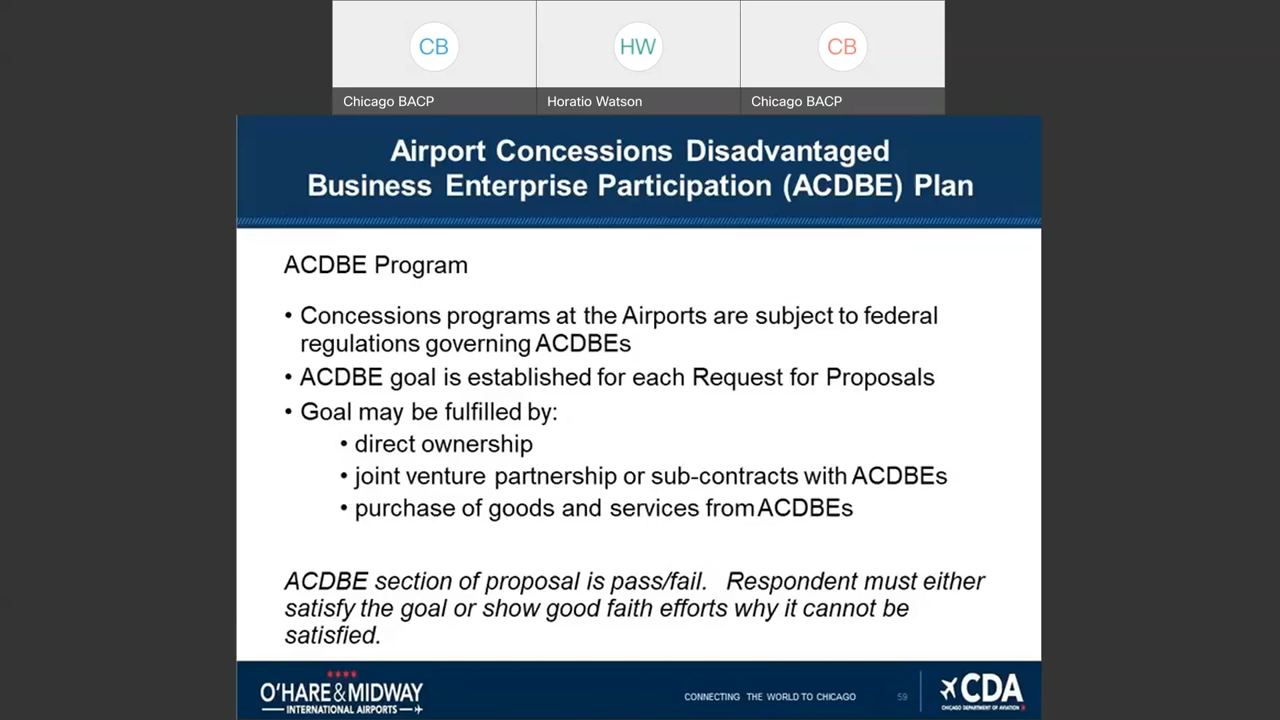 CB
HW
CB
Chicago BACP
Horatio Watson
Chicago BACP
Airport Concessions Disadvantaged
Business Enterprise Participation (ACDBE) Plan
ACDBE Program
• Concessions programs at the Airports are subject to federal
regulations governing ACDBEs
• ACDBE goal is established for each Request for Proposals
• Goal may be fulfilled by:
• direct ownership
• joint venture partnership or sub-contracts with ACDBEs
• purchase of goods and services from ACDBEs
ACDBE section of proposal is pass/fail. Respondent must either
satisfy the goal or show good faith efforts why it cannot be
satisfied.
O'HARE & MIDWAY
INTERNATIONAL AIRPORTS
CONNECTING THE WORLD TO CHICAGO
59
CDA
CHICAGO DEPARTMENT OF AVIATION